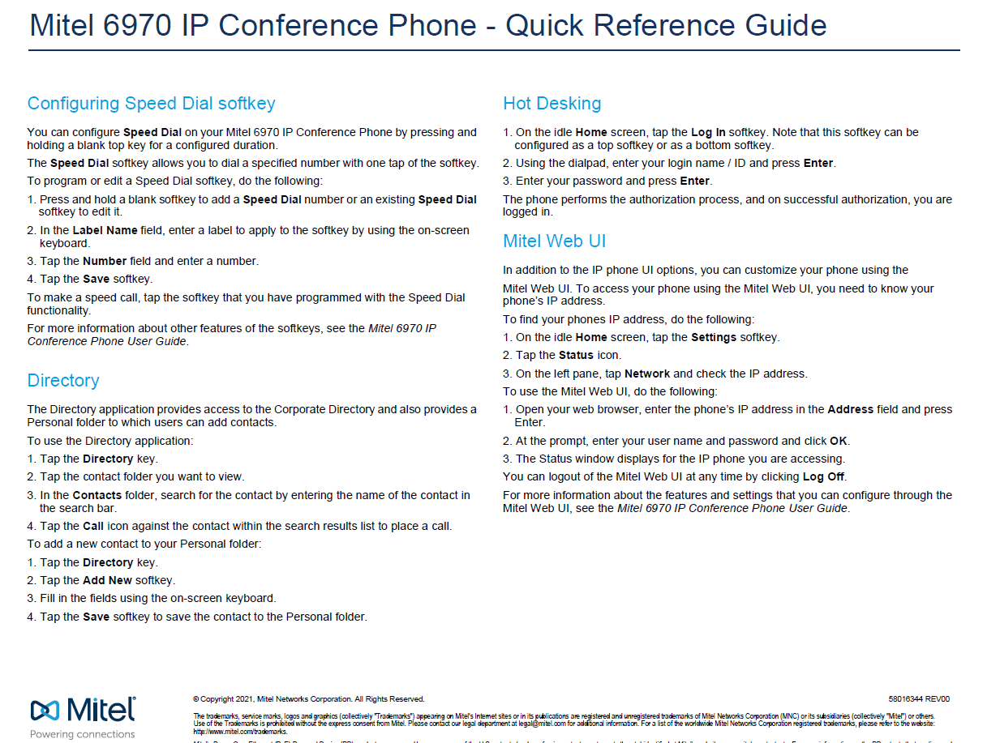 Mitel 6970 IP Conference Phone - Quick Reference Guide
Configuring Speed Dial softkey
You can configure Speed Dial on your Mitel 6970 IP Conference Phone by pressing and
holding a blank top key for a configured duration.
The Speed Dial softkey allows you to dial a specified number with one tap of the softkey.
To program or edit a Speed Dial softkey, do the following:
1. Press and hold a blank softkey to add a Speed Dial number or an existing Speed Dial
softkey to edit it.
2. In the Label Name field, enter a label to apply to the softkey by using the on-screen
keyboard.
3. Tap the Number field and enter a number.
4. Tap the Save softkey.
To make a speed call, tap the softkey that you have programmed with the Speed Dial
functionality.
For more information about other features of the softkeys, see the Mitel 6970 IP
Conference Phone User Guide.
Directory
The Directory application provides access to the Corporate Directory and also provides a
Personal folder to which users can add contacts.
To use the Directory application:
1. Tap the Directory key.
2. Tap the contact folder you want to view.
3. In the Contacts folder, search for the contact by entering the name of the contact in
the search bar.
4. Tap the Call icon against the contact within the search results list to place a call.
To add a new contact to your Personal folder:
1. Tap the Directory key.
2. Tap the Add New softkey.
3. Fill in the fields using the on-screen keyboard.
4. Tap the Save softkey to save the contact to the Personal folder.
Hot Desking
1. On the idle Home screen, tap the Log In softkey. Note that this softkey can be
configured as a top softkey or as a bottom softkey.
2. Using the dialpad, enter your login name / ID and press Enter.
3. Enter your password and press Enter.
The phone performs the authorization process, and on successful authorization, you are
logged in.
Mitel Web UI
In addition to the IP phone UI options, you can customize your phone using the
Mitel Web UI. To access your phone using the Mitel Web UI, you need to know your
phone's IP address.
To find your phones IP address, do the following:
1. On the idle Home screen, tap the Settings softkey.
2. Tap the Status icon.
3. On the left pane, tap Network and check the IP address.
To use the Mitel Web UI, do the following:
1. Open your web browser, enter the phone's IP address in the Address field and press
Enter.
2. At the prompt, enter your user name and password and click OK.
3. The Status window displays for the IP phone you are accessing.
You can logout of the Mitel Web UI at any time by clicking Log Off.
For more information about the features and settings that you can configure through the
Mitel Web UI, see the Mitel 6970 IP Conference Phone User Guide.
Mitel®
Powering connections
© Copyright 2021, Mitel Networks Corporation. All Rights Reserved.
58016344 REV00
The trademarks, service marks, logos and graphics (collectively "Trademarks") appearing on Mitel's Internet sites or in its publications are registered and unregistered trademarks of Mitel Networks Corporation (MNC) or its subsidiaries (collectively "Mitel") or others.
Use of the Trademarks is prohibited without the express consent from Mitel. Please contact our legal department at legal@mitel.com for additional information. For a list of the worldwide Mitel Networks Corporation registered trademarks, please refer to the website:
http://www.mitel.com/trademarks.